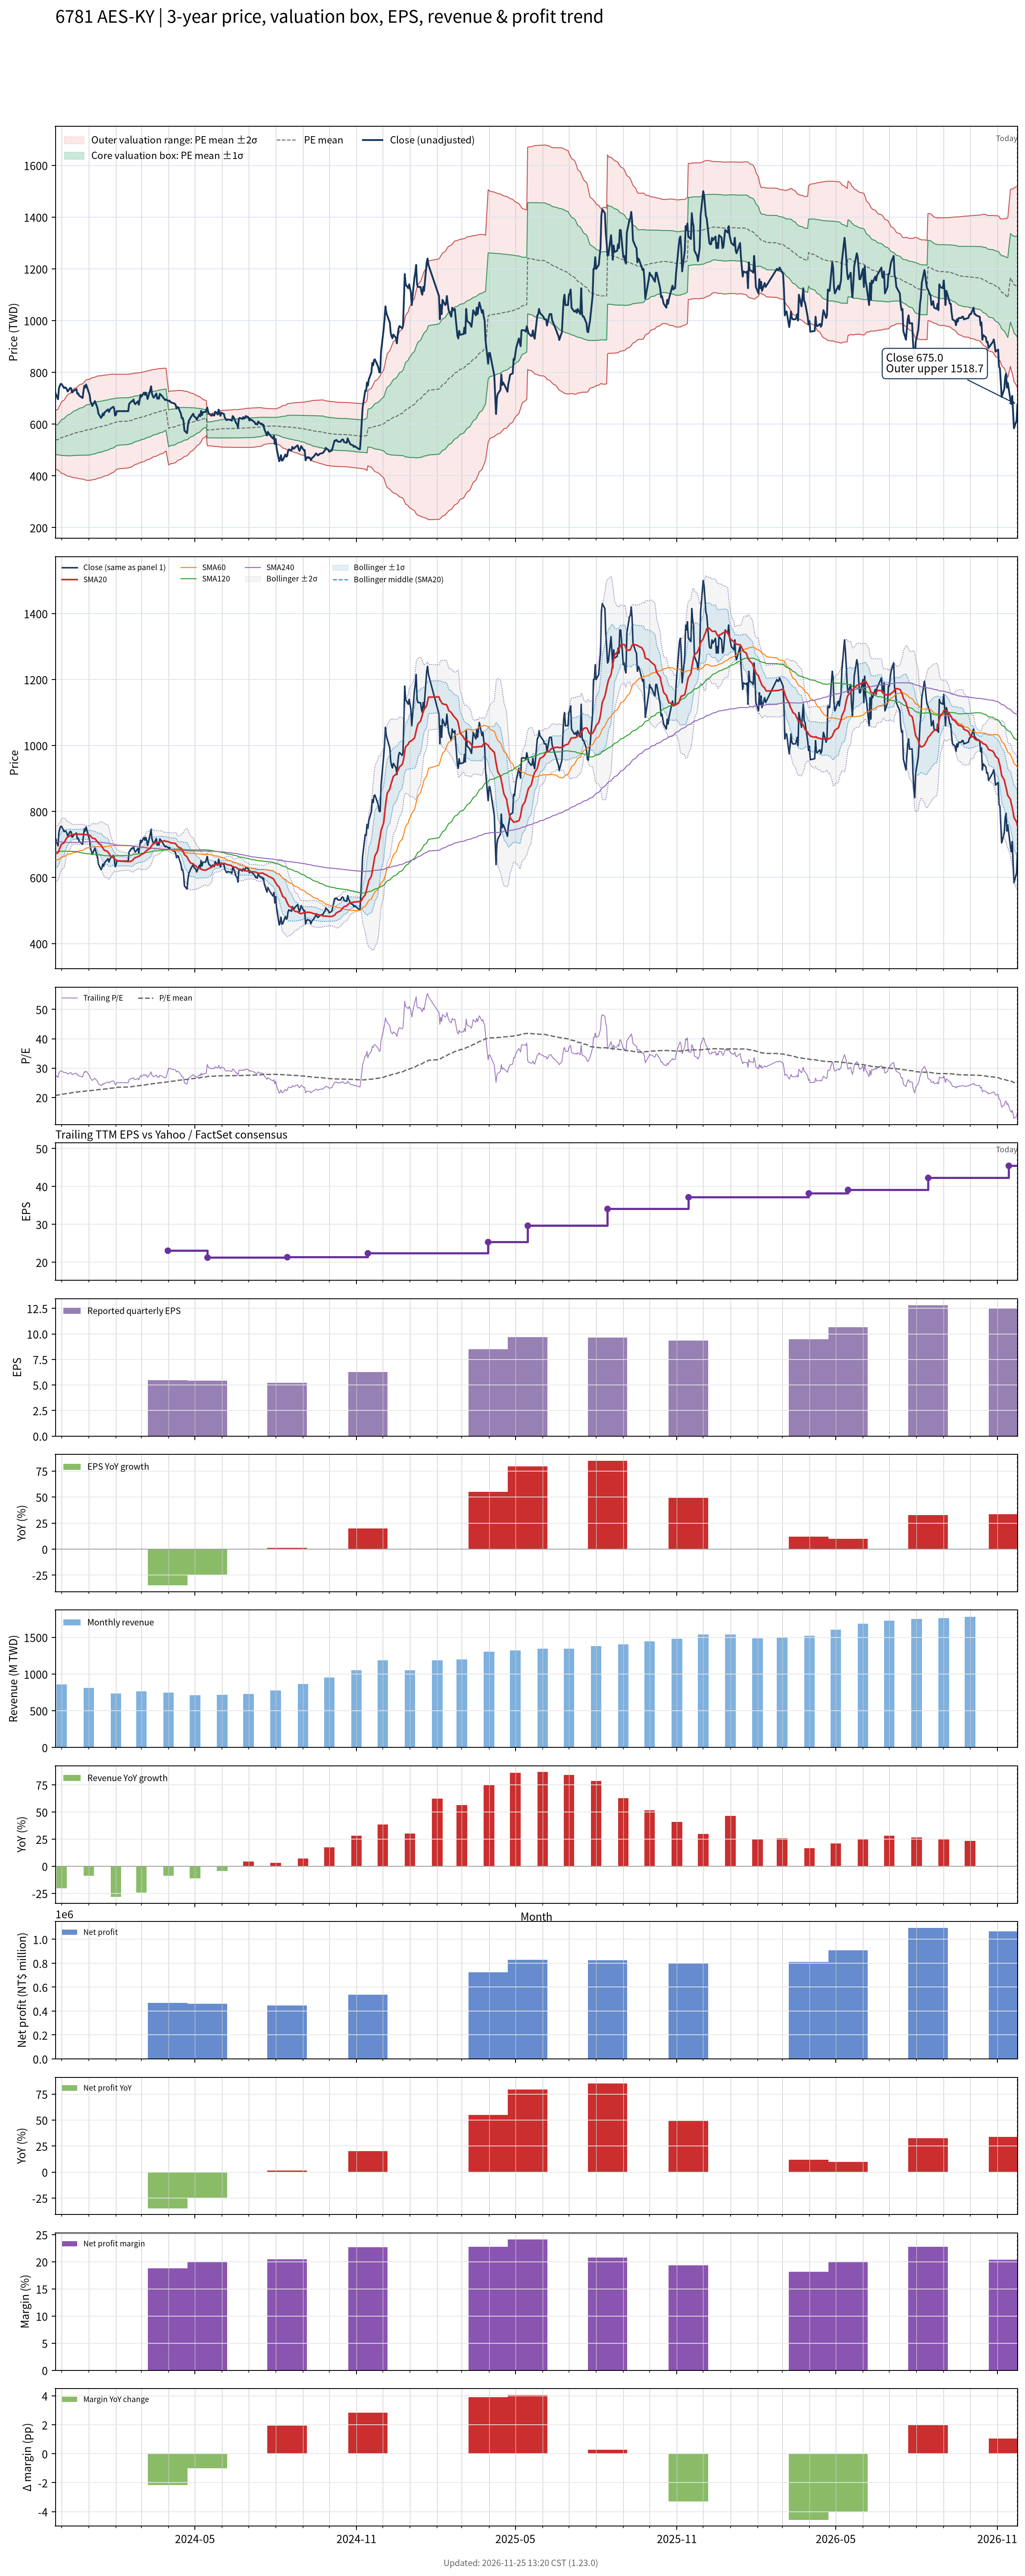 6781 AES-KY | 3-year price, valuation box, EPS, revenue & profit trend
Outer valuation range: PE mean ±2σ
PE mean
Close (unadjusted)
Core valuation box: PE mean ±1σ
Today
1600
1400
1200
1000
800
600
400
200
Price (TWD)
Close 675.0
Outer upper 1518.7
Close (same as panel 1)
SMA60
SMA240
Bollinger ±1σ
SMA20
SMA120
Bollinger ±2σ
Bollinger middle (SMA20)
1400
1200
1000
800
600
400
Price
Trailing P/E
P/E mean
50
40
30
20
P/E
Trailing TTM EPS vs Yahoo / FactSet consensus
Today
50
40
30
20
EPS
Reported quarterly EPS
12.5
10.0
7.5
5.0
2.5
0.0
EPS
EPS YoY growth
75
50
25
0
-25
YoY (%)
Monthly revenue
1500
1000
500
0
Revenue (M TWD)
Revenue YoY growth
75
50
25
0
-25
YoY (%)
Month
1e6
Net profit
1.0
0.8
0.6
0.4
0.2
0.0
Net profit (NT$ million)
Net profit YoY
75
50
25
0
-25
YoY (%)
Net profit margin
25
20
15
10
5
0
Margin (%)
Margin YoY change
4
2
0
-2
-4
Δ margin (pp)
2024-05
2024-11
2025-05
2025-11
2026-05
2026-11
Updated: 2026-11-25 13:20 CST (1.23.0)